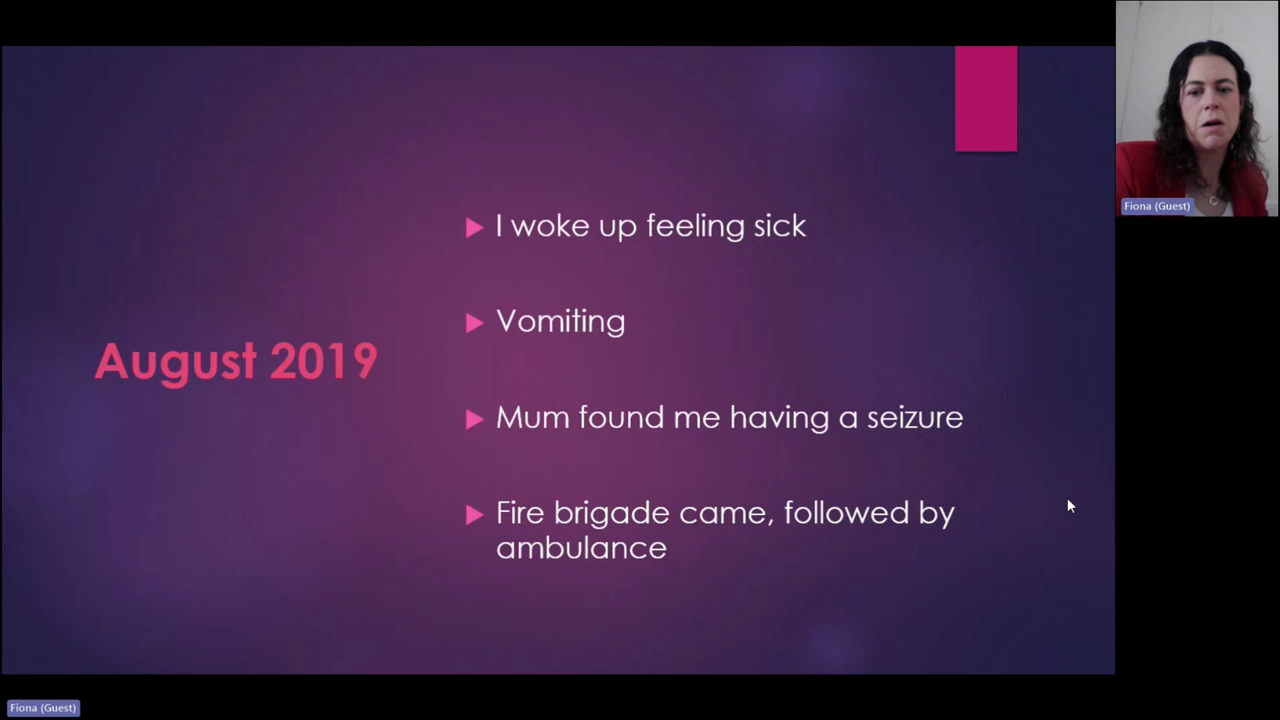 Fiona (Guest)
August 2019
I woke up feeling sick
Vomiting
Mum found me having a seizure
Fire brigade came, followed by
ambulance
Fiona (Guest)